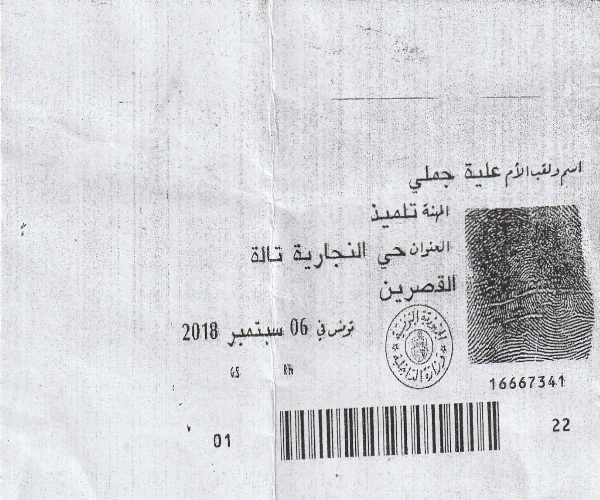 اسم ولقب الأم علية جملي
المهنة تلميذ
العنوان حي النجارية تالة
القصرين
تونس في 06 سبتمبر 2018
الجمهورية التونسية
وزارة الداخلية
GS RH
16667341
01 22